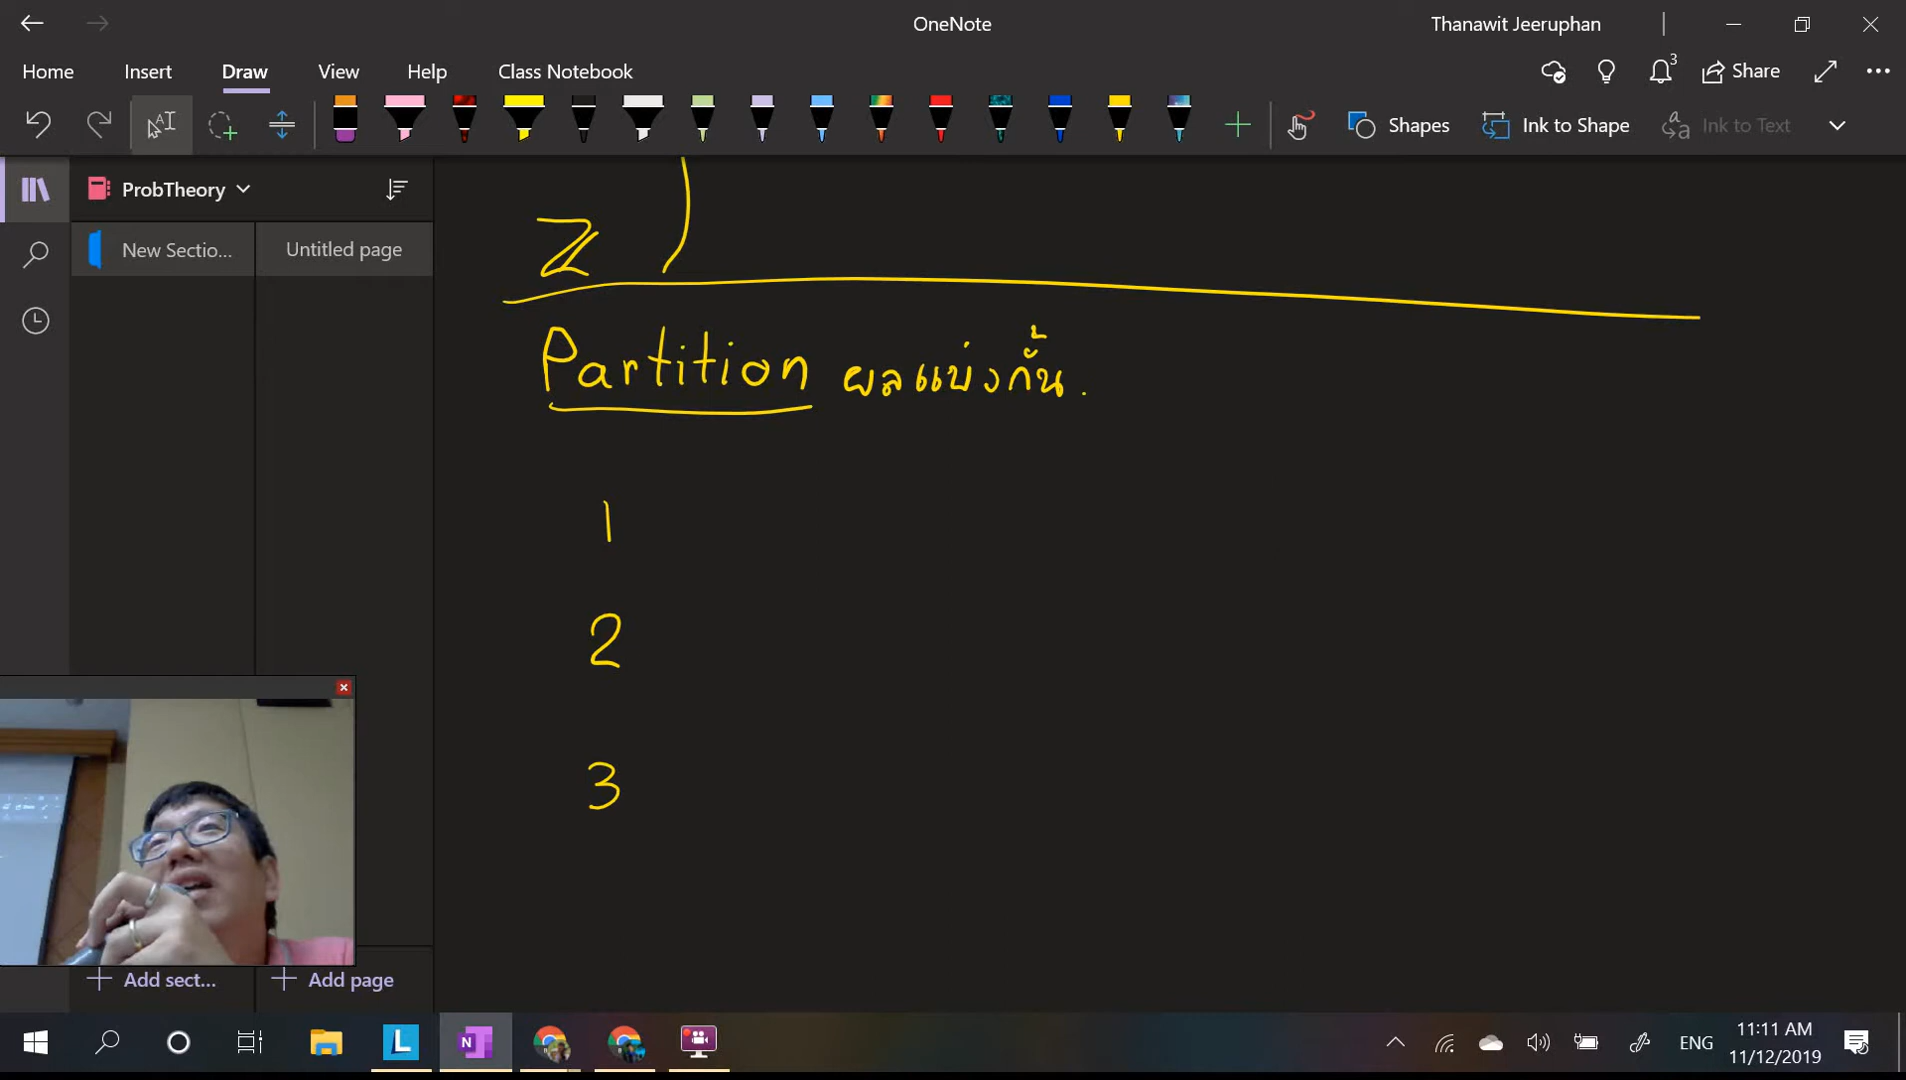 OneNote
Thanawit Jeeruphan
Home
Insert
Draw
View
Help
Class Notebook
3
Share
Shapes
Ink to Shape
Ink to Text
ProbTheory
New Sectio...
Untitled page
Z )
Partition ผลแบ่งกั้น.
1
2
3
Add sect...
Add page
ENG
11:11 AM
11/12/2019